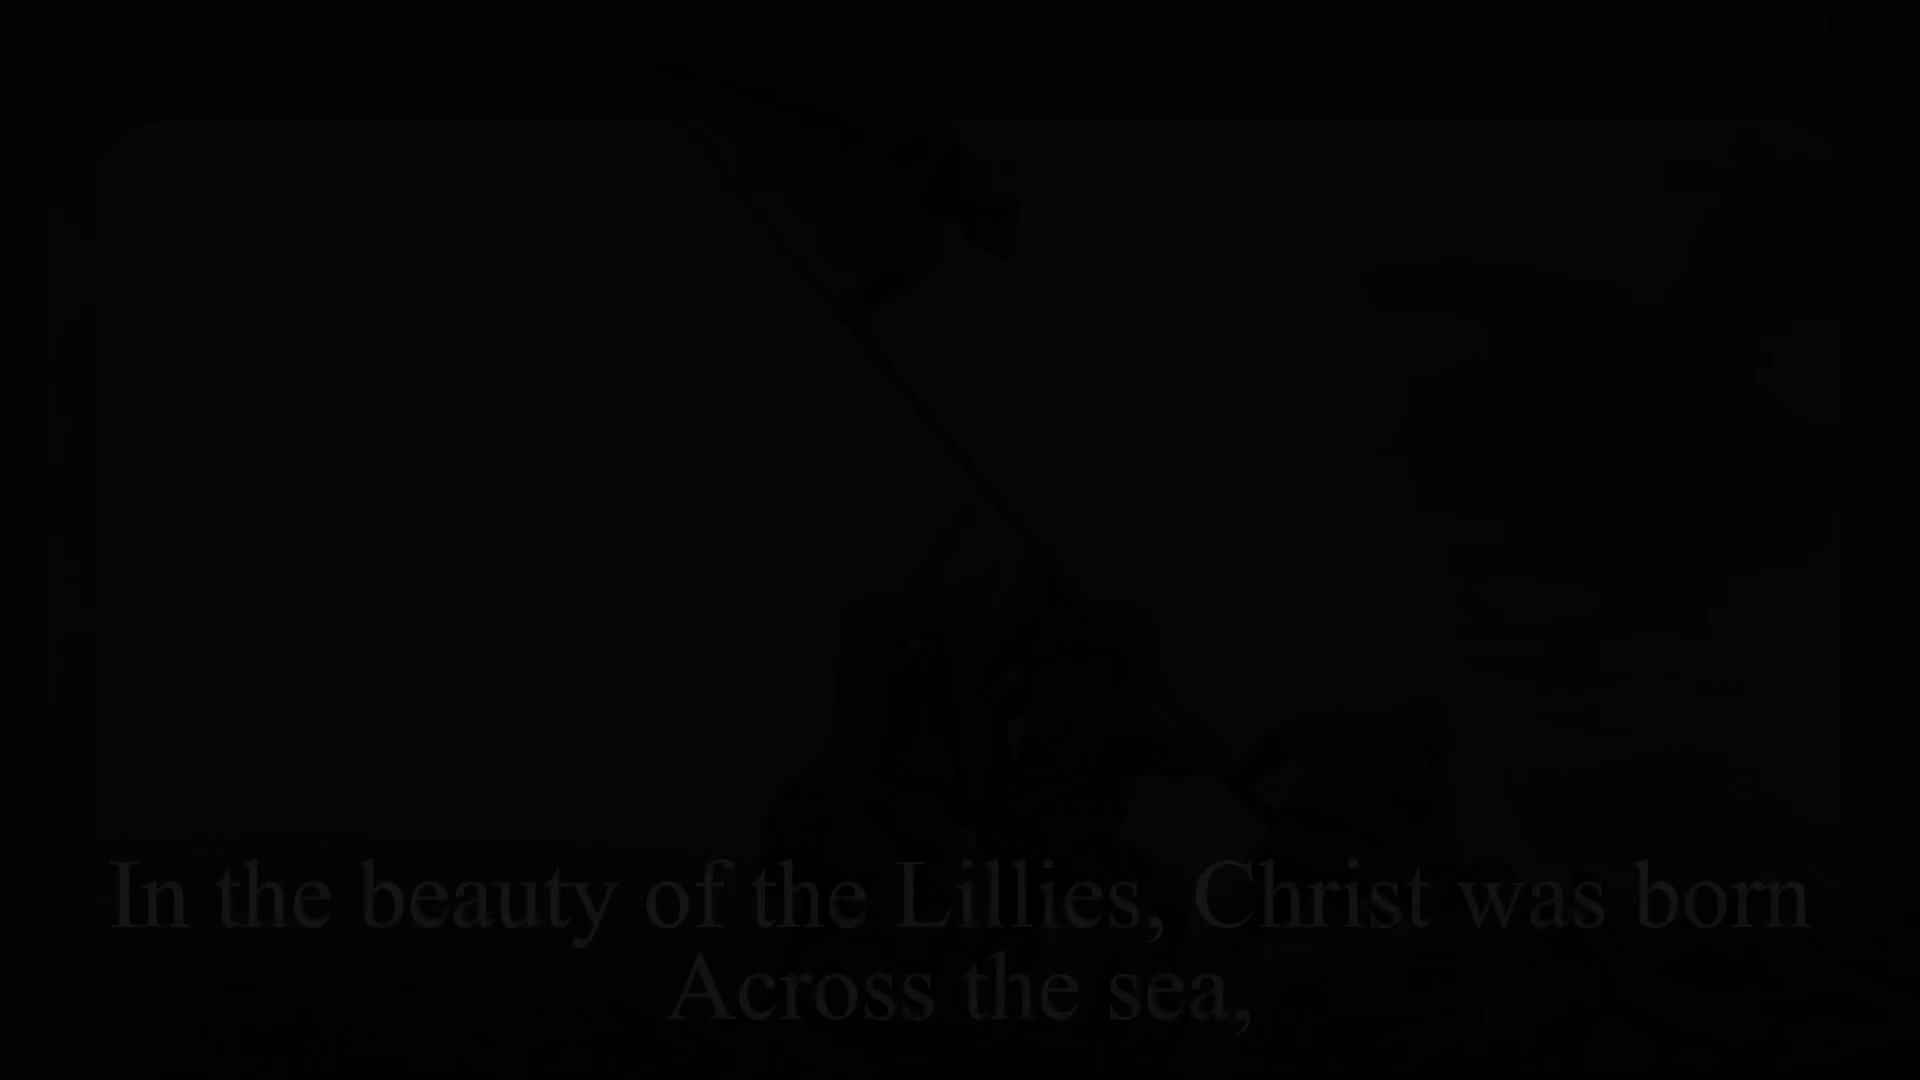 In the beauty of the Lillies, Christ was born
Across the sea,